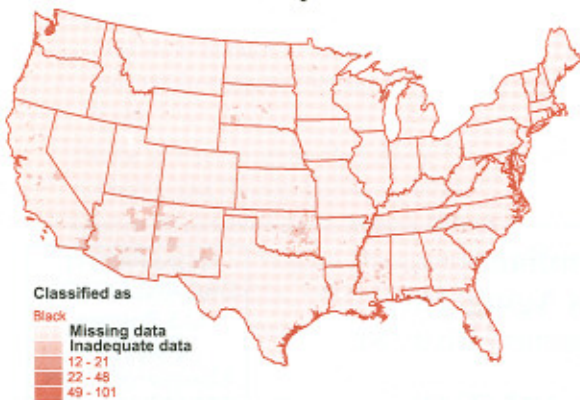 Classified as
Black
Missing data
Inadequate data
12 - 21
22 - 48
49 - 101